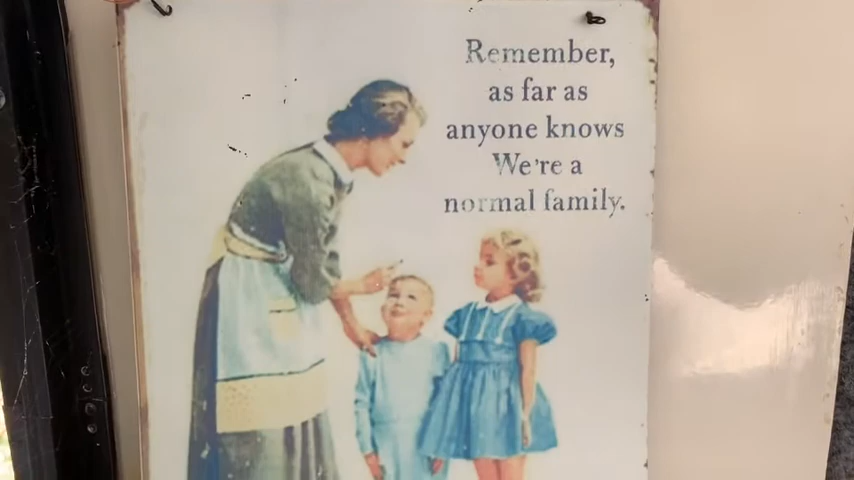 Remember,
as far as
anyone knows
We're a
normal family.